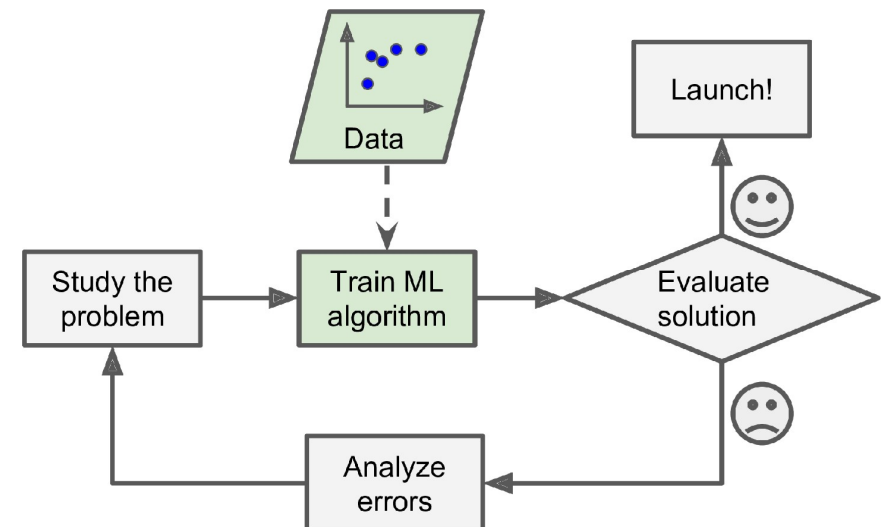 Data
Launch!
Study the
problem
Train ML
algorithm
Evaluate
solution
Analyze
errors